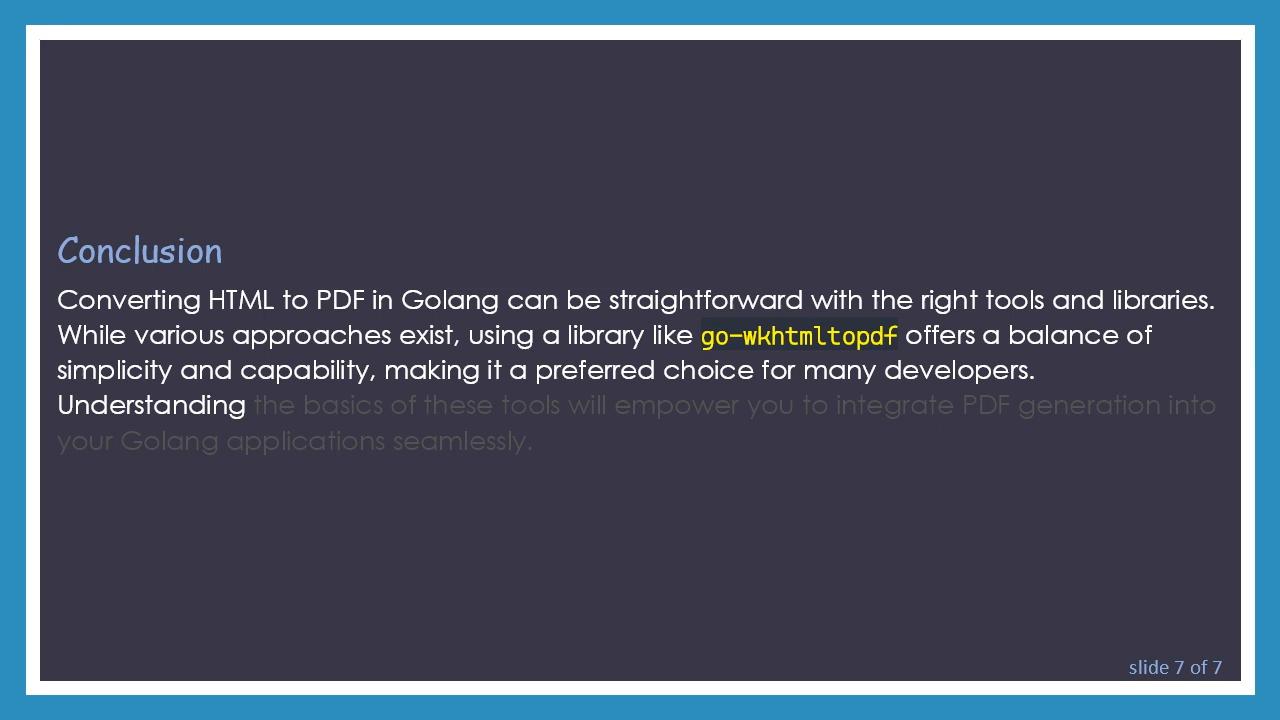 Conclusion
Converting HTML to PDF in Golang can be straightforward with the right tools and libraries.
While various approaches exist, using a library like go-wkhtmltopdf offers a balance of
simplicity and capability, making it a preferred choice for many developers.
Understanding the basics of these tools will empower you to integrate PDF generation into
your Golang applications seamlessly.
slide 7 of 7